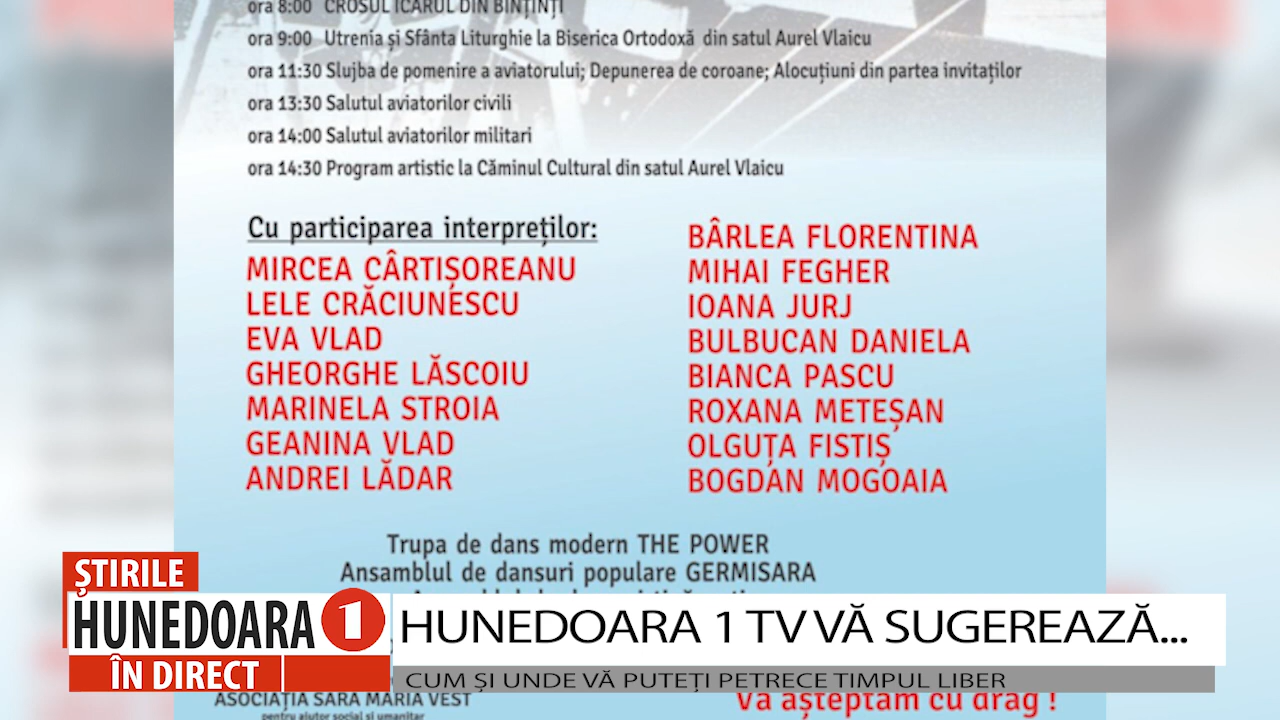 ora 8:00 CROSUL ICARUL DIN BINȚINȚI
ora 9:00 Utrenia și Sfânta Liturghie la Biserica Ortodoxă din satul Aurel Vlaicu
ora 11:30 Slujba de pomenire a aviatorului; Depunerea de coroane; Alocuțiuni din partea invitaților
ora 13:30 Salutul aviatorilor civili
ora 14:00 Salutul aviatorilor militari
ora 14:30 Program artistic la Căminul Cultural din satul Aurel Vlaicu
Cu participarea interpreților:
MIRCEA CÂRTIȘOREANU
LELE CRĂCIUNESCU
EVA VLAD
GHEORGHE LĂSCOIU
MARINELA STROIA
GEANINA VLAD
ANDREI LĂDAR
BÂRLEA FLORENTINA
MIHAI FEGHER
IOANA JURJ
BULBUCAN DANIELA
BIANCA PASCU
ROXANA METEȘAN
OLGUȚA FISTIȘ
BOGDAN MOGOAIA
Trupa de dans modern THE POWER
Ansamblul de dansuri populare GERMISARA
ȘTIRILE
HUNEDOARA 1
ÎN DIRECT
HUNEDOARA 1 TV VĂ SUGEREAZĂ...
CUM ȘI UNDE VĂ PUTEȚI PETRECE TIMPUL LIBER
ASOCIAȚIA SARA MARIA VEST
pentru ajutor social și umanitar
Vă așteptăm cu drag !